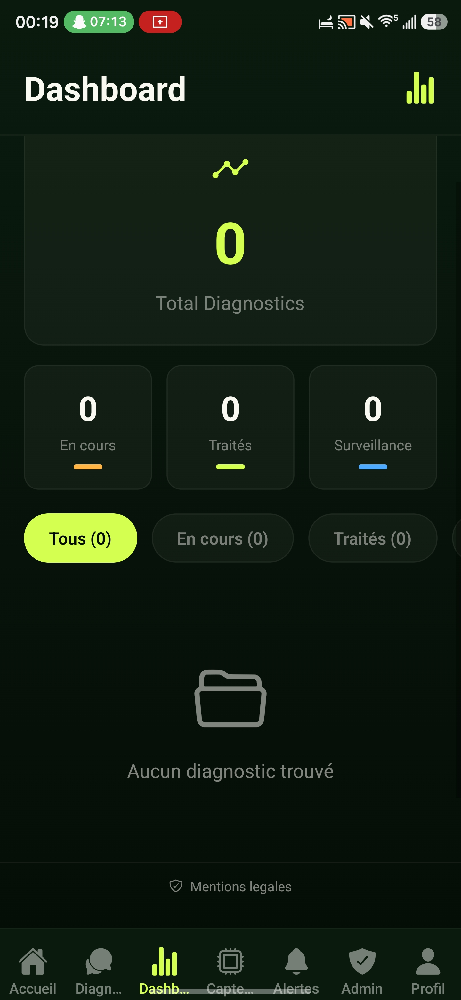 00:19 07:13 5 58
Dashboard
0
Total Diagnostics
0 0 0
En cours Traités Surveillance
Tous (0) En cours (0) Traités (0)
Aucun diagnostic trouvé
Mentions legales
Accueil Diagn... Dashb... Capte... Alertes Admin Profil